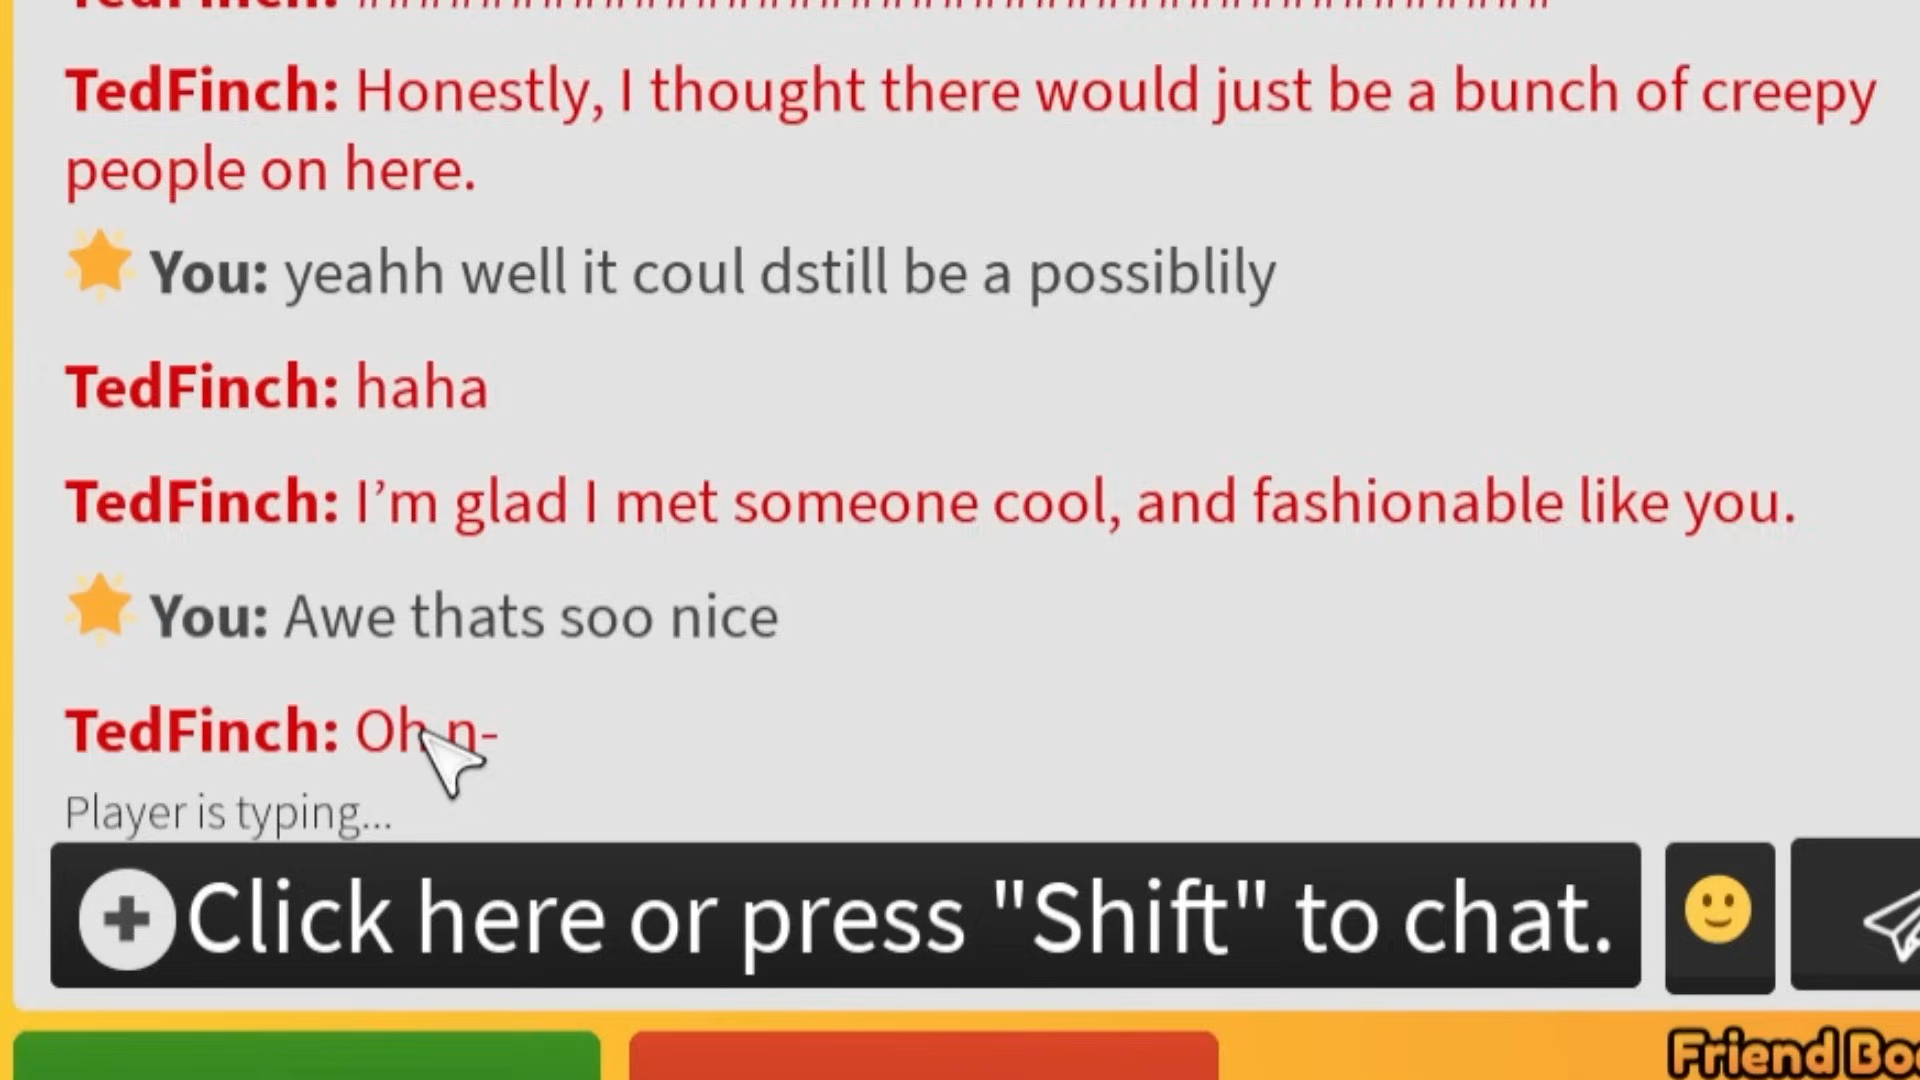 TedFinch:
TedFinch: Honestly, I thought there would just be a bunch of creepy
people on here.
You: yeahh well it coul dstill be a possiblily
TedFinch: haha
TedFinch: I’m glad I met someone cool, and fashionable like you.
You: Awe thats soo nice
TedFinch: Oh n-
Player is typing...
Click here or press "Shift" to chat.
Friend